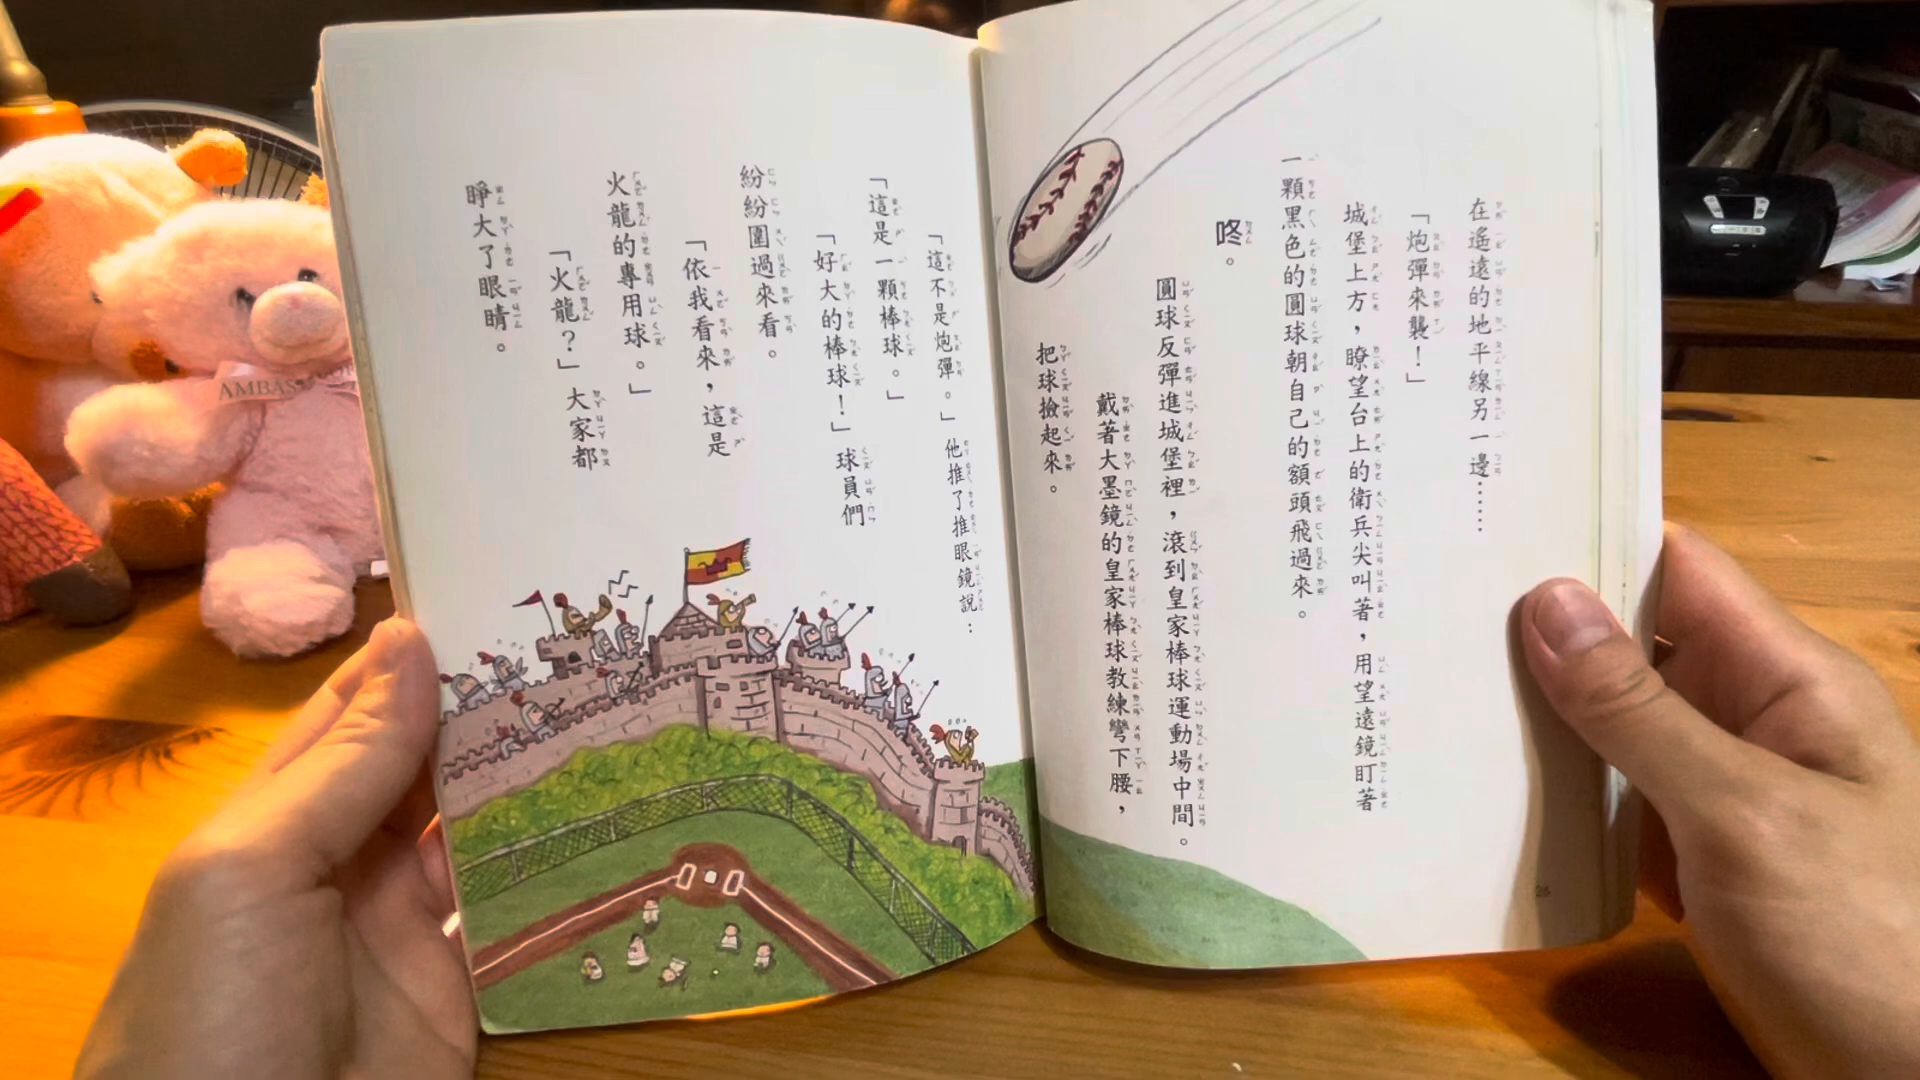 在遙遠的地平線另一邊……
「炮彈來襲！」
城堡上方，瞭望台上的衛兵尖叫著，用望遠鏡盯著
一顆黑色的圓球朝自己的額頭飛過來。
咚。
圓球反彈進城堡裡，滾到皇家棒球運動場中間。
戴著大墨鏡的皇家棒球教練彎下腰，
把球撿起來。
26
「這不是炮彈。」他推了推眼鏡說：
「這是一顆棒球。」
「好大的棒球！」球員們
紛紛圍過來看。
「依我看來，這是
火龍的專用球。」
「火龍？」大家都
睜大了眼睛。